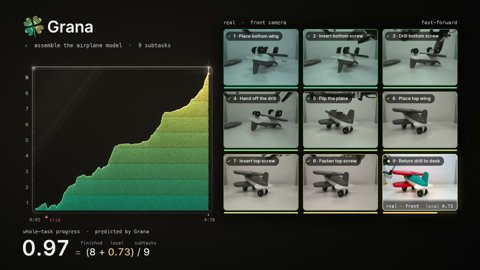 Grana
› assemble the airplane model · 9 subtasks
real · front camera
fast-forward
✓ 1 · Place bottom wing
✓ 2 · Insert bottom screw
✓ 3 · Drill bottom screw
✓ 4 · Hand off the drill
✓ 5 · Flip the plane
✓ 6 · Place top wing
✓ 7 · Insert top screw
✓ 8 · Fasten top screw
9 · Return drill to desk
real · front local 0.73
9
8
7
6
5
4
3
2
1
0:02
slip
4:18
whole-task progress · predicted by Grana
finished local subtasks
0.97 = (8 + 0.73) / 9